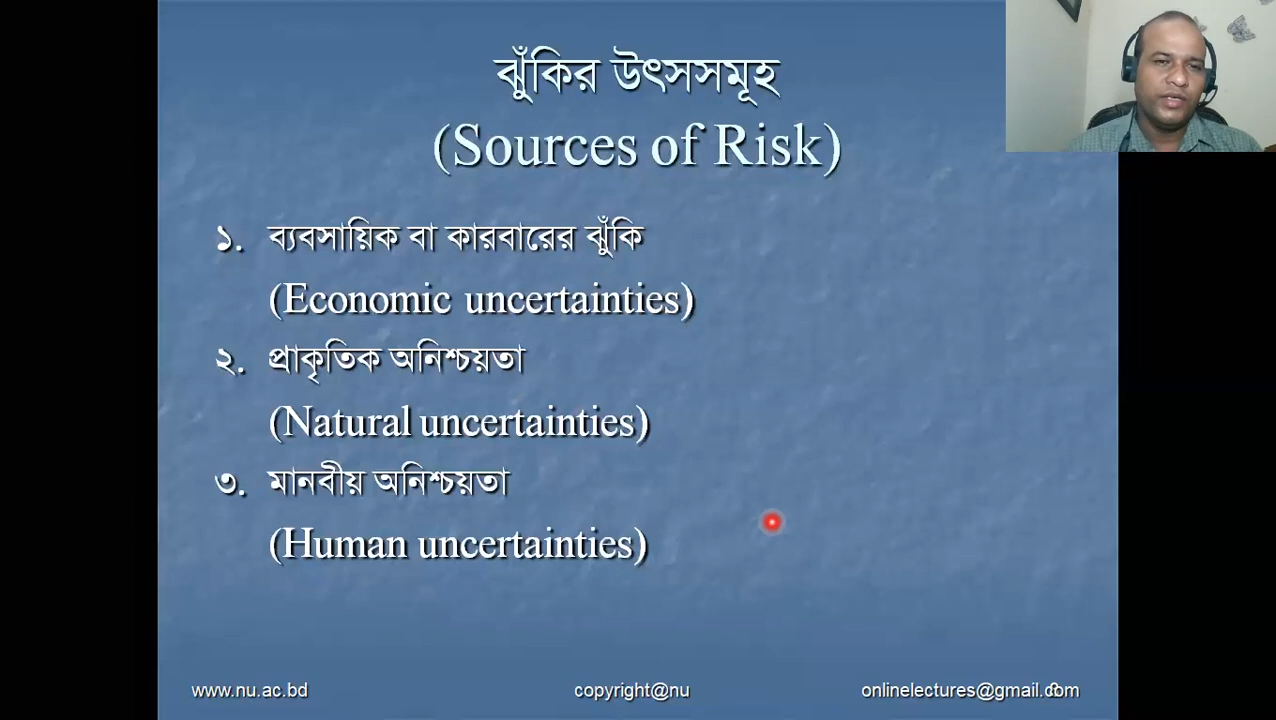 ঝুঁকির উৎসসমূহ
(Sources of Risk)
১. ব্যবসায়িক বা কারবারের ঝুঁকি
(Economic uncertainties)
২. প্রাকৃতিক অনিশ্চয়তা
(Natural uncertainties)
৩. মানবীয় অনিশ্চয়তা
(Human uncertainties)
www.nu.ac.bd copyright@nu onlinelectures@gmail.com